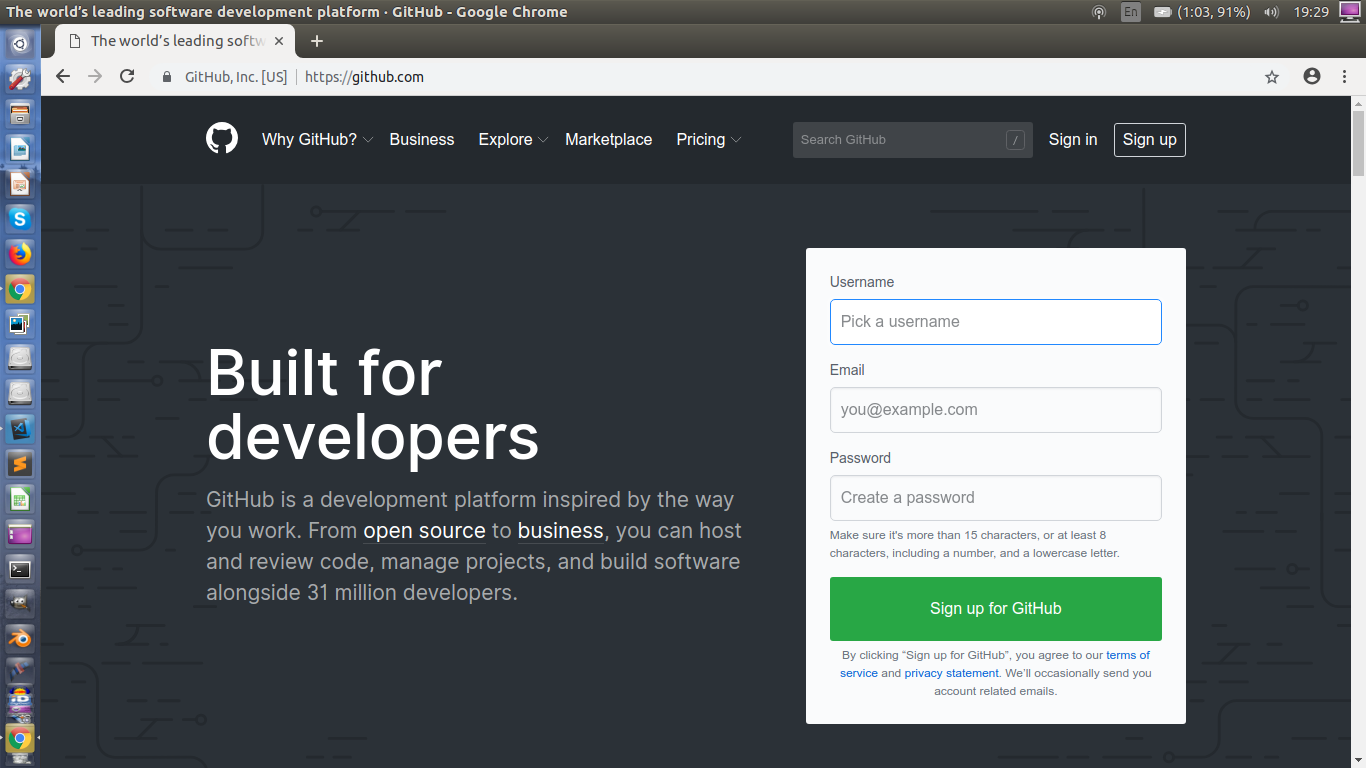 The world's leading software development platform · GitHub - Google Chrome
En
(1:03, 91%)
19:29
The world's leading softw
GitHub, Inc. [US]
https://github.com
Why GitHub?
Business
Explore
Marketplace
Pricing
Search GitHub
/
Sign in
Sign up
Built for
developers
GitHub is a development platform inspired by the way
you work. From open source to business, you can host
and review code, manage projects, and build software
alongside 31 million developers.
Username
Pick a username
Email
you@example.com
Password
Create a password
Make sure it's more than 15 characters, or at least 8
characters, including a number, and a lowercase letter.
Sign up for GitHub
By clicking “Sign up for GitHub”, you agree to our terms of
service and privacy statement. We’ll occasionally send you
account related emails.